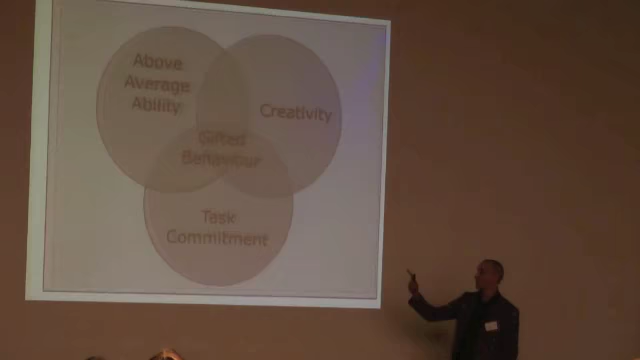 Above
Average
Ability
Creativity
Gifted
Behaviour
Task
Commitment